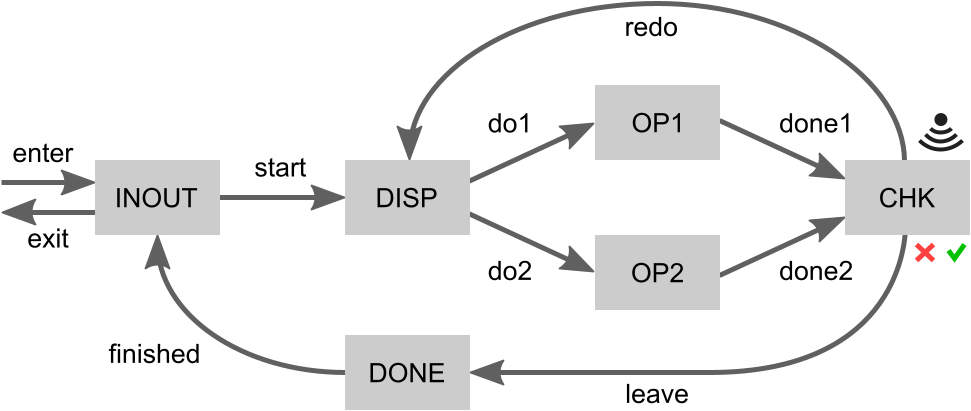 redo
do1
OP1
done1
enter
start
INOUT
DISP
CHK
exit
do2
OP2
done2
finished
DONE
leave